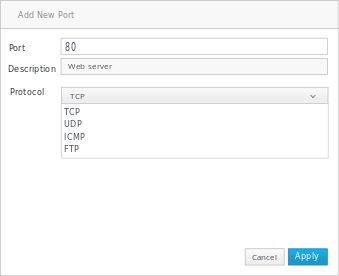 Add New Port
Port 80
Description Web server
Protocol TCP
TCP
UDP
ICMP
FTP
Cancel Apply